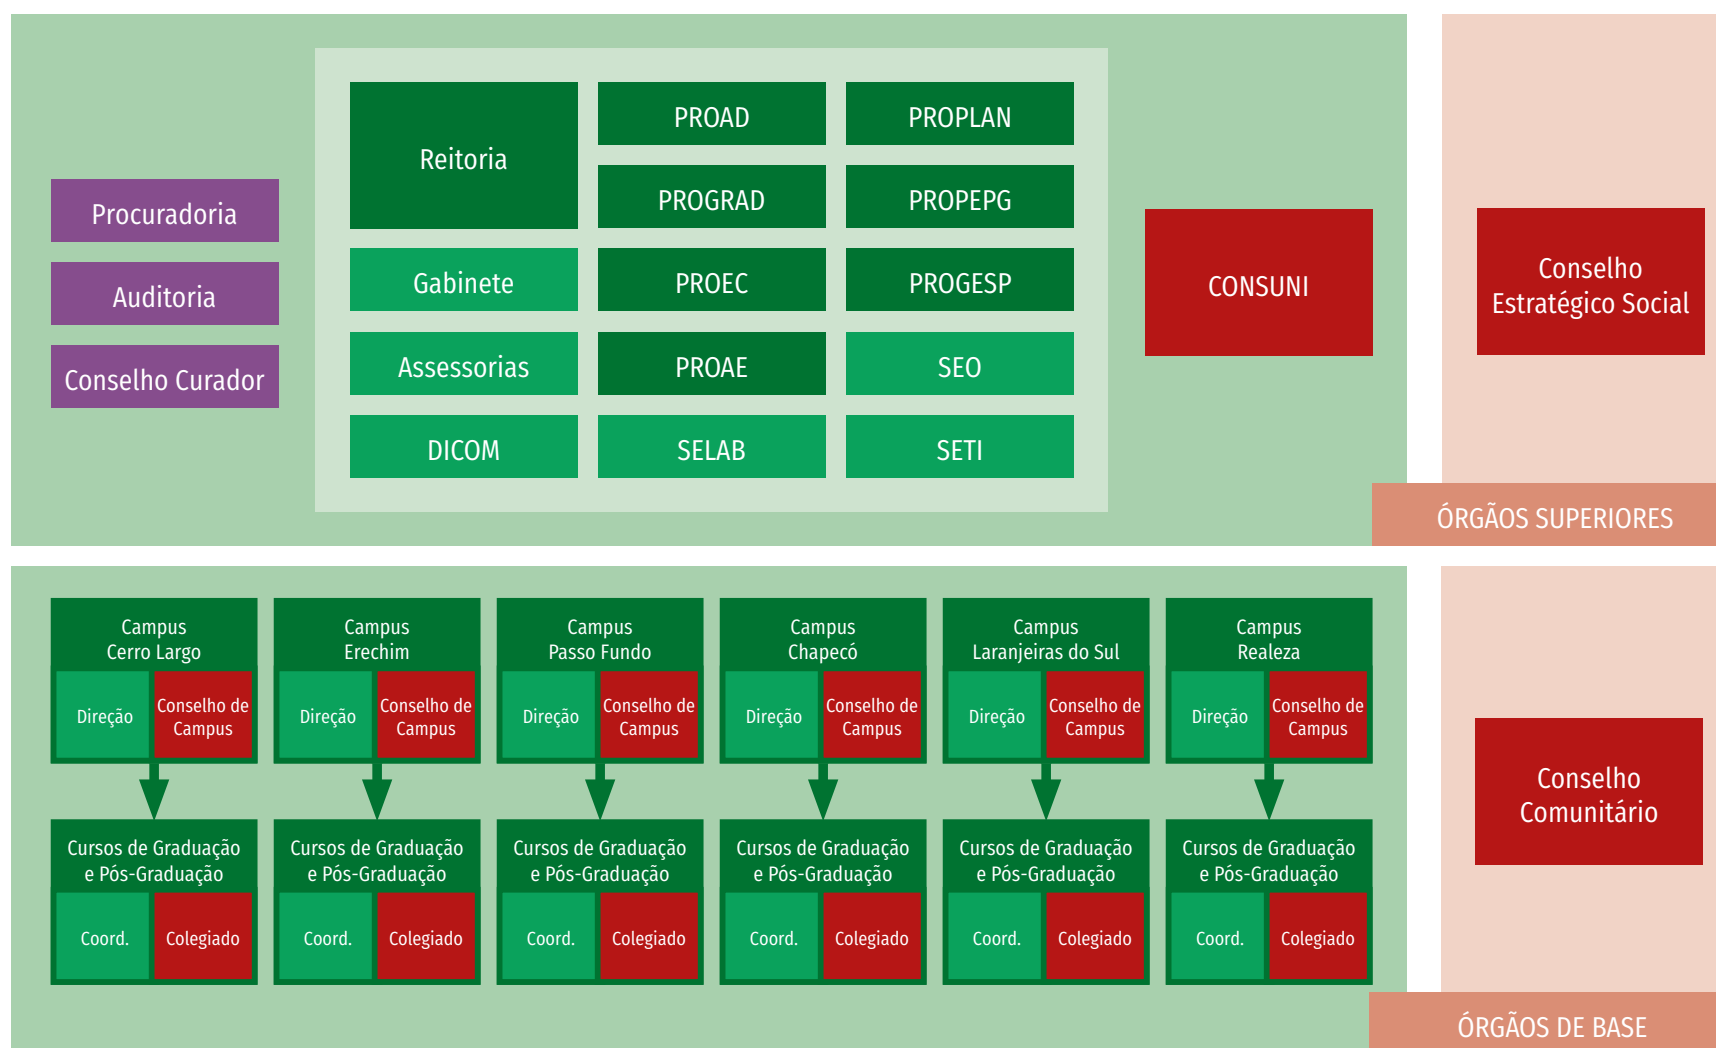 Procuradoria
Auditoria
Conselho Curador
Reitoria
Gabinete
Assessorias
DICOM
PROAD
PROGRAD
PROEC
PROAE
SELAB
PROPLAN
PROPEPG
PROGESP
SEO
SETI
CONSUNI
Conselho
Estratégico Social
ÓRGÃOS SUPERIORES
Campus
Cerro Largo
Direção
Conselho de
Campus
Cursos de Graduação
e Pós-Graduação
Coord.
Colegiado
Campus
Erechim
Direção
Conselho de
Campus
Cursos de Graduação
e Pós-Graduação
Coord.
Colegiado
Campus
Passo Fundo
Direção
Conselho de
Campus
Cursos de Graduação
e Pós-Graduação
Coord.
Colegiado
Campus
Chapecó
Direção
Conselho de
Campus
Cursos de Graduação
e Pós-Graduação
Coord.
Colegiado
Campus
Laranjeiras do Sul
Direção
Conselho de
Campus
Cursos de Graduação
e Pós-Graduação
Coord.
Colegiado
Campus
Realeza
Direção
Conselho de
Campus
Cursos de Graduação
e Pós-Graduação
Coord.
Colegiado
Conselho
Comunitário
ÓRGÃOS DE BASE